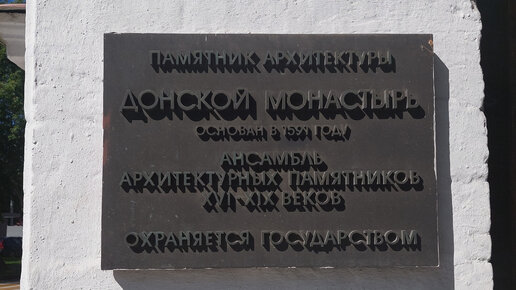 ПАМЯТНИК АРХИТЕКТУРЫ
ДОНСКОЙ МОНАСТЫРЬ
ОСНОВАН В 1591 ГОДУ
АНСАМБЛЬ
АРХИТЕКТУРНЫХ ПАМЯТНИКОВ
XVI-XIX ВЕКОВ
ОХРАНЯЕТСЯ ГОСУДАРСТВОМ